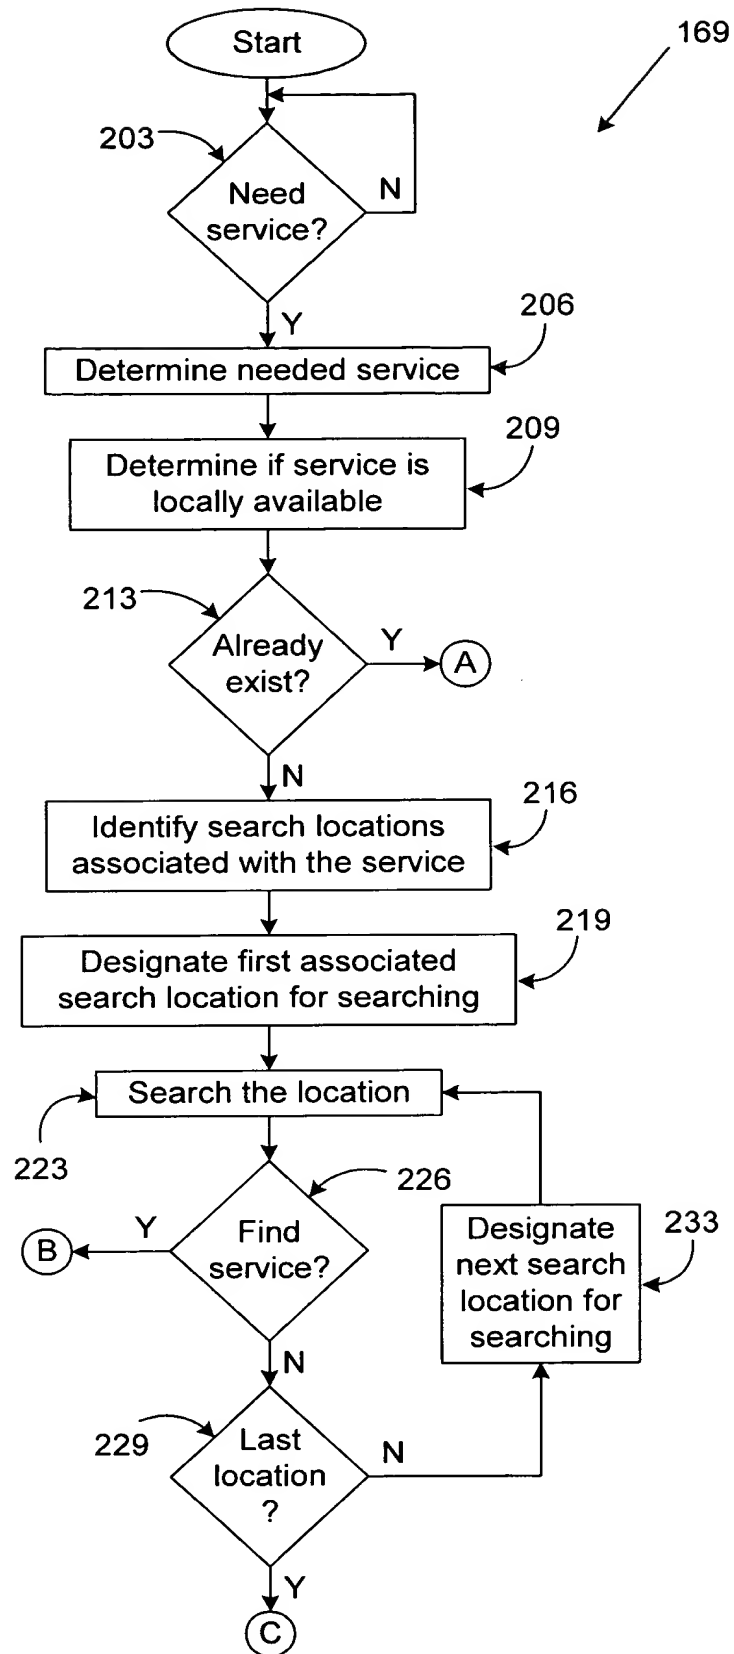 Start
169
203
Need
service?
N
Y
206
Determine needed service
209
Determine if service is
locally available
213
Already
exist?
Y
A
N
216
Identify search locations
associated with the service
219
Designate first associated
search location for searching
Search the location
223
226
Find
service?
Y
B
N
Designate
next search
location for
searching
233
229
Last
location
?
N
Y
C